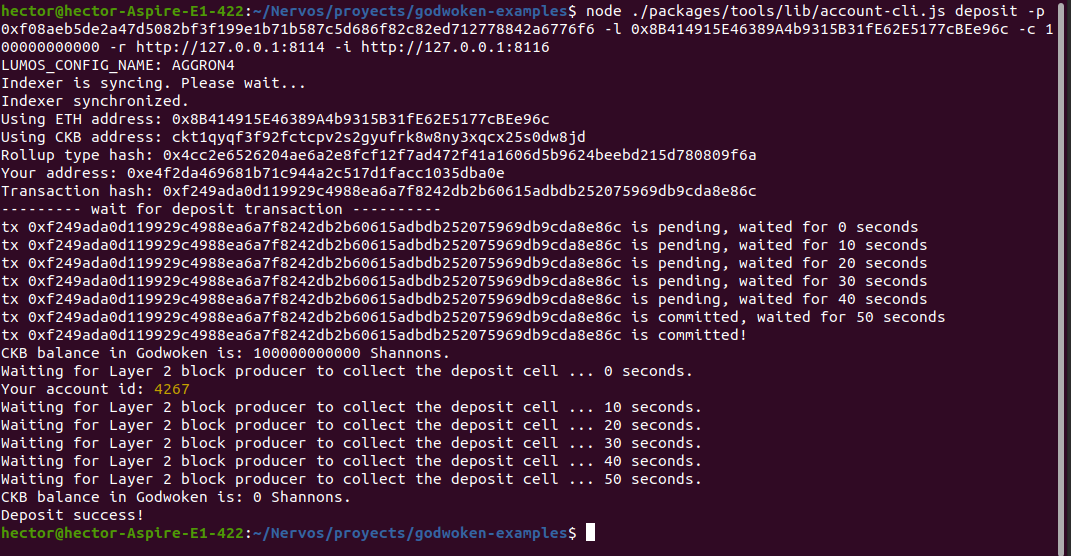 hector@hector-Aspire-E1-422:~/Nervos/proyects/godwoken-examples$ node ./packages/tools/lib/account-cli.js deposit -p
0xf08aeb5de2a47d5082bf3f199e1b71b587c5d686f82c82ed712778842a6776f6 -l 0x8B414915E46389A4b9315B31fE62E5177cBEe96c -c 1
00000000000 -r http://127.0.0.1:8114 -i http://127.0.0.1:8116
LUMOS_CONFIG_NAME: AGGRON4
Indexer is syncing. Please wait...
Indexer synchronized.
Using ETH address: 0x8B414915E46389A4b9315B31fE62E5177cBEe96c
Using CKB address: ckt1qyqf3f92fctcpv2s2gyufrk8w8ny3xqcx25s0dw8jd
Rollup type hash: 0x4cc2e6526204ae6a2e8fcf12f7ad472f41a1606d5b9624beebd215d780809f6a
Your address: 0xe4f2da469681b71c944a2c517d1facc1035dba0e
Transaction hash: 0xf249ada0d119929c4988ea6a7f8242db2b60615adbdb252075969db9cda8e86c
--------- wait for deposit transaction ----------
tx 0xf249ada0d119929c4988ea6a7f8242db2b60615adbdb252075969db9cda8e86c is pending, waited for 0 seconds
tx 0xf249ada0d119929c4988ea6a7f8242db2b60615adbdb252075969db9cda8e86c is pending, waited for 10 seconds
tx 0xf249ada0d119929c4988ea6a7f8242db2b60615adbdb252075969db9cda8e86c is pending, waited for 20 seconds
tx 0xf249ada0d119929c4988ea6a7f8242db2b60615adbdb252075969db9cda8e86c is pending, waited for 30 seconds
tx 0xf249ada0d119929c4988ea6a7f8242db2b60615adbdb252075969db9cda8e86c is pending, waited for 40 seconds
tx 0xf249ada0d119929c4988ea6a7f8242db2b60615adbdb252075969db9cda8e86c is committed, waited for 50 seconds
tx 0xf249ada0d119929c4988ea6a7f8242db2b60615adbdb252075969db9cda8e86c is committed!
CKB balance in Godwoken is: 100000000000 Shannons.
Waiting for Layer 2 block producer to collect the deposit cell ... 0 seconds.
Your account id: 4267
Waiting for Layer 2 block producer to collect the deposit cell ... 10 seconds.
Waiting for Layer 2 block producer to collect the deposit cell ... 20 seconds.
Waiting for Layer 2 block producer to collect the deposit cell ... 30 seconds.
Waiting for Layer 2 block producer to collect the deposit cell ... 40 seconds.
Waiting for Layer 2 block producer to collect the deposit cell ... 50 seconds.
CKB balance in Godwoken is: 0 Shannons.
Deposit success!
hector@hector-Aspire-E1-422:~/Nervos/proyects/godwoken-examples$